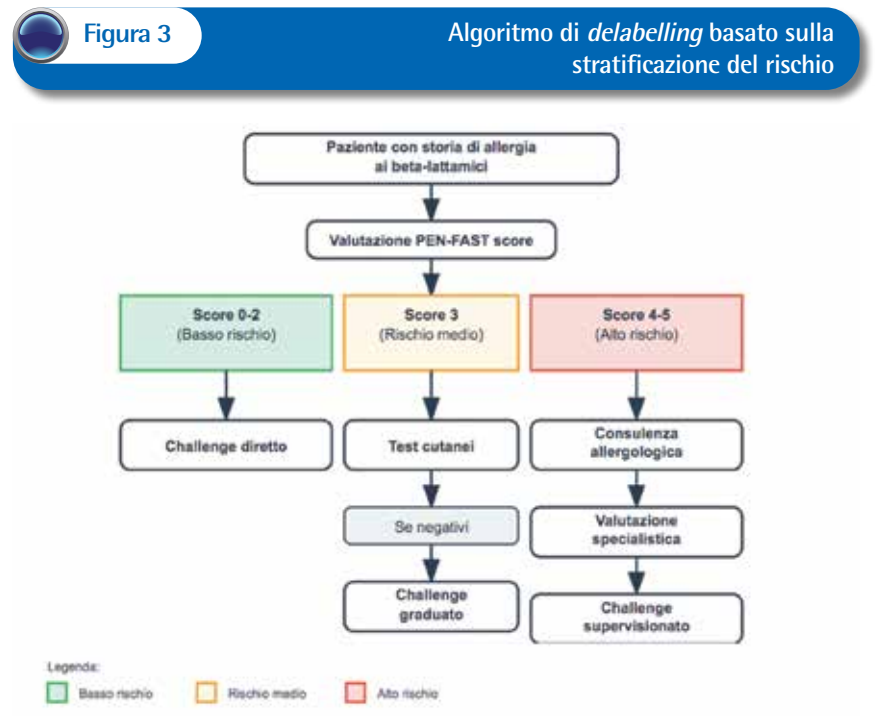 Figura 3
Algoritmo di delabelling basato sulla
stratificazione del rischio
Paziente con storia di allergia
ai beta-lattamici
Valutazione PEN-FAST score
Score 0-2
(Basso rischio)
Score 3
(Rischio medio)
Score 4-5
(Alto rischio)
Challenge diretto
Test cutanei
Consulenza
allergologica
Se negativi
Valutazione
specialistica
Challenge
graduato
Challenge
supervisionato
Legenda:
Basso rischio
Rischio medio
Alto rischio